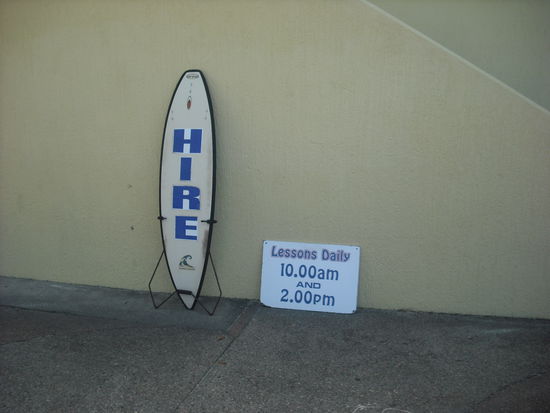 HIRE
Lessons Daily
10.00am
AND
2.00pm